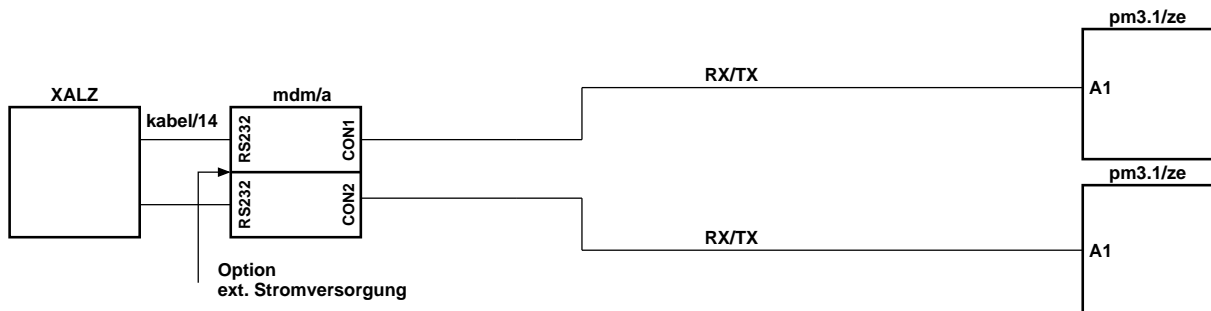 pm3.1/ze
RX/TX
A1
XALZ
mdm/a
kabel/14
RS232
CON1
pm3.1/ze
RS232
CON2
RX/TX
A1
Option
ext. Stromversorgung